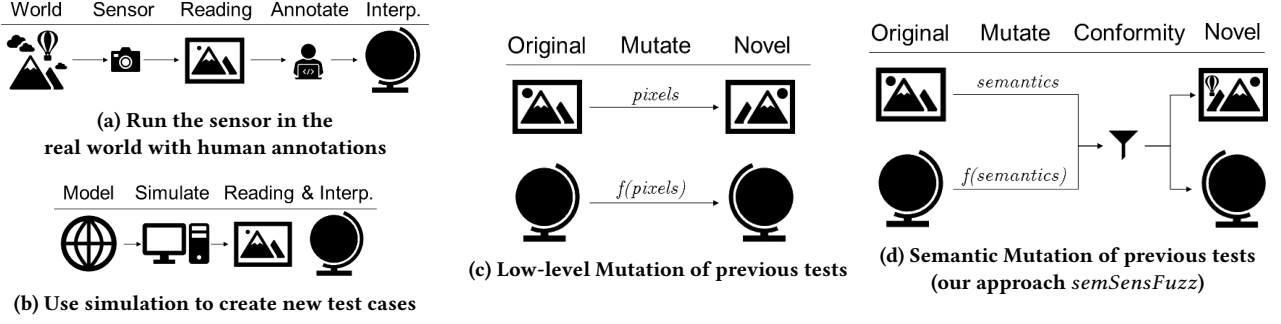 World Sensor Reading Annotate Interp.
(a) Run the sensor in the
real world with human annotations
Model Simulate Reading & Interp.
(b) Use simulation to create new test cases
Original Mutate Novel
pixels
f(pixels)
(c) Low-level Mutation of previous tests
Original Mutate Conformity Novel
semantics
f(semantics)
(d) Semantic Mutation of previous tests
(our approach semSensFuzz)